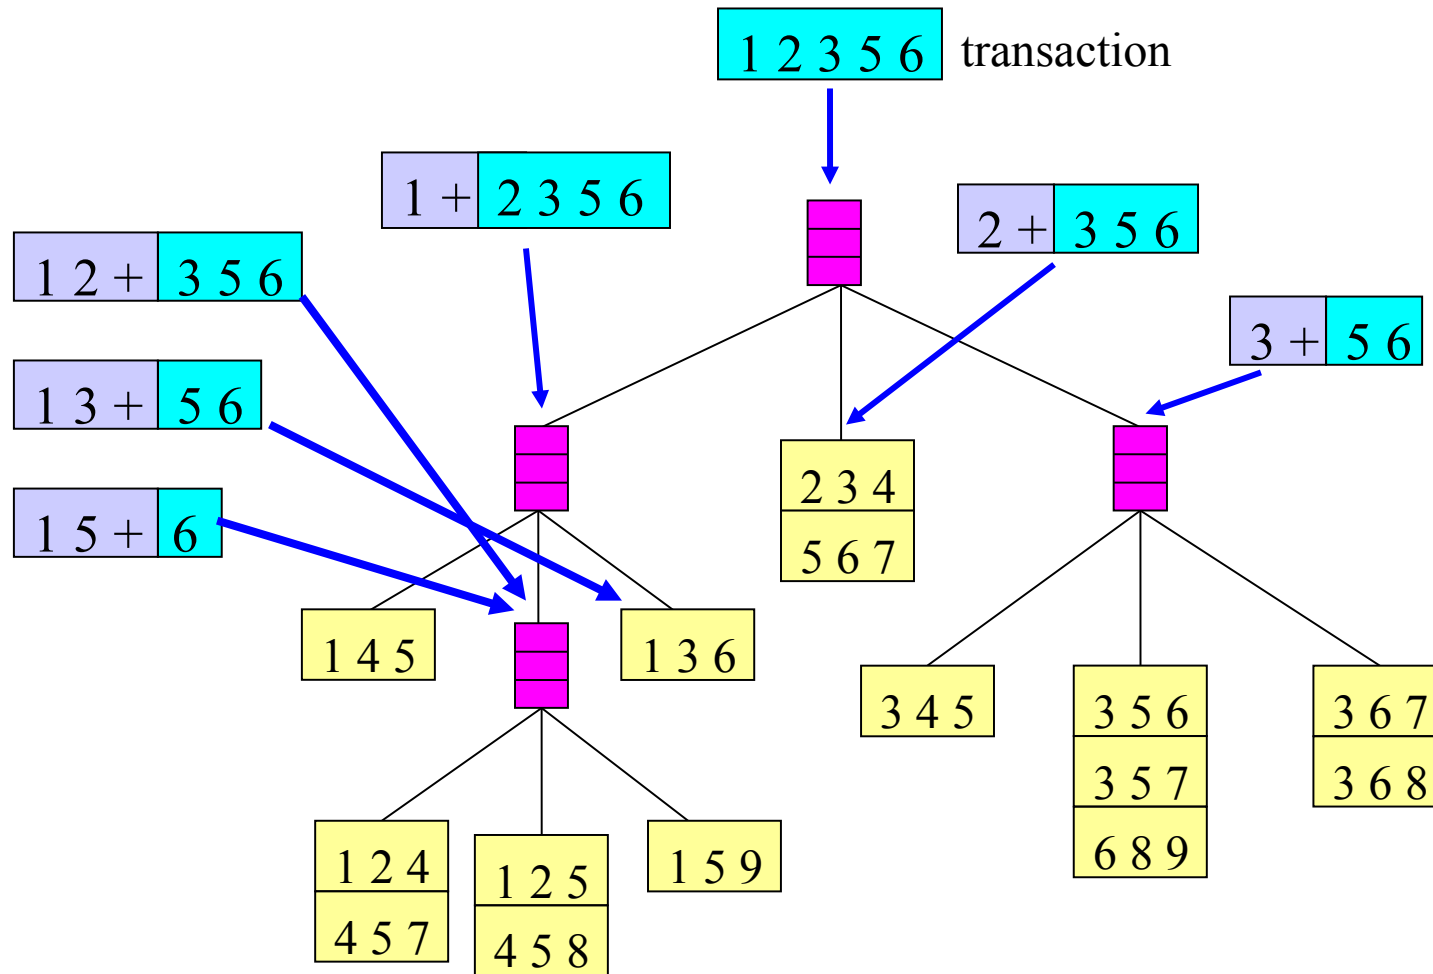 1 2 3 5 6 transaction
1 + 2 3 5 6
2 + 3 5 6
1 2 + 3 5 6
3 + 5 6
1 3 + 5 6
1 5 + 6
2 3 4
5 6 7
1 4 5
1 3 6
3 4 5
3 5 6
3 6 7
3 5 7
3 6 8
6 8 9
1 2 4
1 2 5
1 5 9
4 5 7
4 5 8